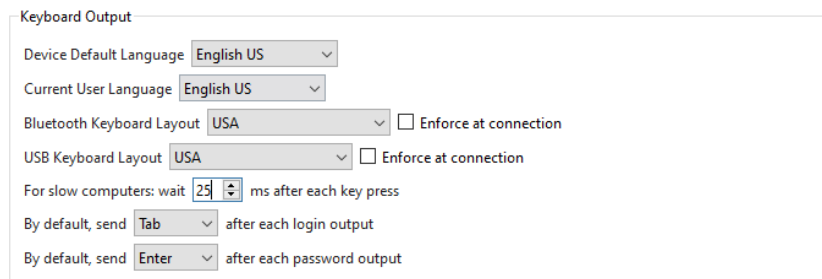 Keyboard Output
Device Default Language English US
Current User Language English US
Bluetooth Keyboard Layout USA Enforce at connection
USB Keyboard Layout USA Enforce at connection
For slow computers: wait 25 ms after each key press
By default, send Tab after each login output
By default, send Enter after each password output